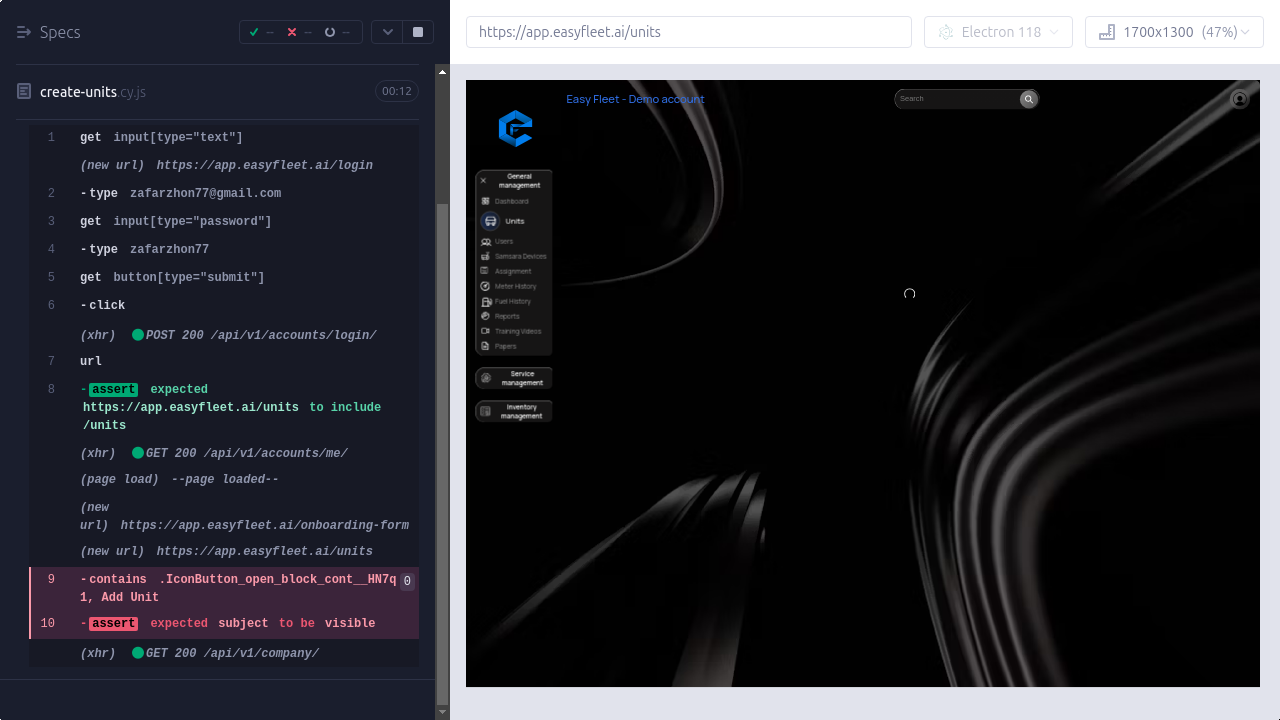 Specs
--
--
--
https://app.easyfleet.ai/units
Electron 118
1700x1300 (47%)
create-units.cy.js
00:12
1 get input[type="text"]
(new url) https://app.easyfleet.ai/login
2 -type zafarzhon77@gmail.com
3 get input[type="password"]
4 -type zafarzhon77
5 get button[type="submit"]
6 -click
(xhr) POST 200 /api/v1/accounts/login/
7 url
8 -assert expected
https://app.easyfleet.ai/units to include
/units
(xhr) GET 200 /api/v1/accounts/me/
(page load) --page loaded--
(new
url) https://app.easyfleet.ai/onboarding-form
(new url) https://app.easyfleet.ai/units
9 -contains .IconButton_open_block_cont__HN7q 0
1, Add Unit
10 -assert expected subject to be visible
(xhr) GET 200 /api/v1/company/
Easy Fleet - Demo account
Search
General
management
Dashboard
Units
Users
Samsara Devices
Assignment
Meter History
Fuel History
Reports
Training Videos
Papers
Service
management
Inventory
management